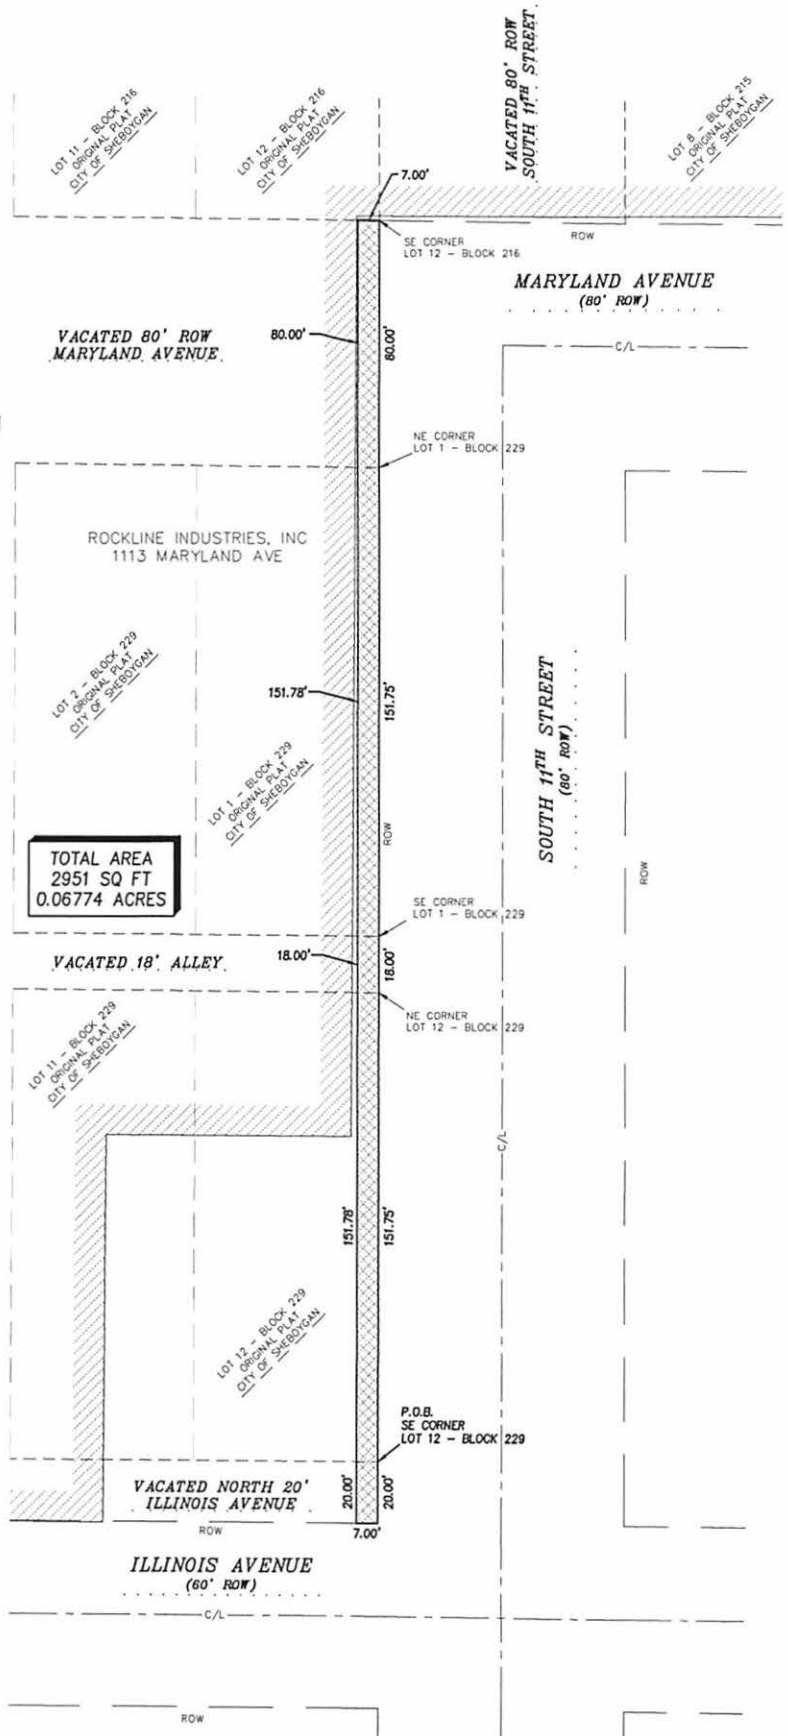 VACATED 80' ROW
SOUTH 11TH STREET
LOT 11 - BLOCK 216
ORIGINAL PLAT
CITY OF SHEBOYGAN
LOT 12 - BLOCK 216
ORIGINAL PLAT
CITY OF SHEBOYGAN
LOT 8 - BLOCK 215
ORIGINAL PLAT
CITY OF SHEBOYGAN
7.00'
SE CORNER
LOT 12 - BLOCK 216
ROW
MARYLAND AVENUE
(80' ROW)
VACATED 80' ROW
MARYLAND AVENUE
80.00'
80.00'
C/L
NE CORNER
LOT 1 - BLOCK 229
ROCKLINE INDUSTRIES, INC
1113 MARYLAND AVE
LOT 2 - BLOCK 229
ORIGINAL PLAT
CITY OF SHEBOYGAN
151.78'
151.75'
SOUTH 11TH STREET
(80' ROW)
LOT 1 - BLOCK 229
ORIGINAL PLAT
CITY OF SHEBOYGAN
ROW
ROW
TOTAL AREA
2951 SQ FT
0.06774 ACRES
SE CORNER
LOT 1 - BLOCK 229
VACATED 18' ALLEY
18.00'
18.00'
NE CORNER
LOT 12 - BLOCK 229
LOT 11 - BLOCK 229
ORIGINAL PLAT
CITY OF SHEBOYGAN
C/L
151.78'
151.75'
LOT 12 - BLOCK 229
ORIGINAL PLAT
CITY OF SHEBOYGAN
P.O.B.
SE CORNER
LOT 12 - BLOCK 229
VACATED NORTH 20'
ILLINOIS AVENUE
20.00'
20.00'
ROW
7.00'
ILLINOIS AVENUE
(60' ROW)
C/L
ROW